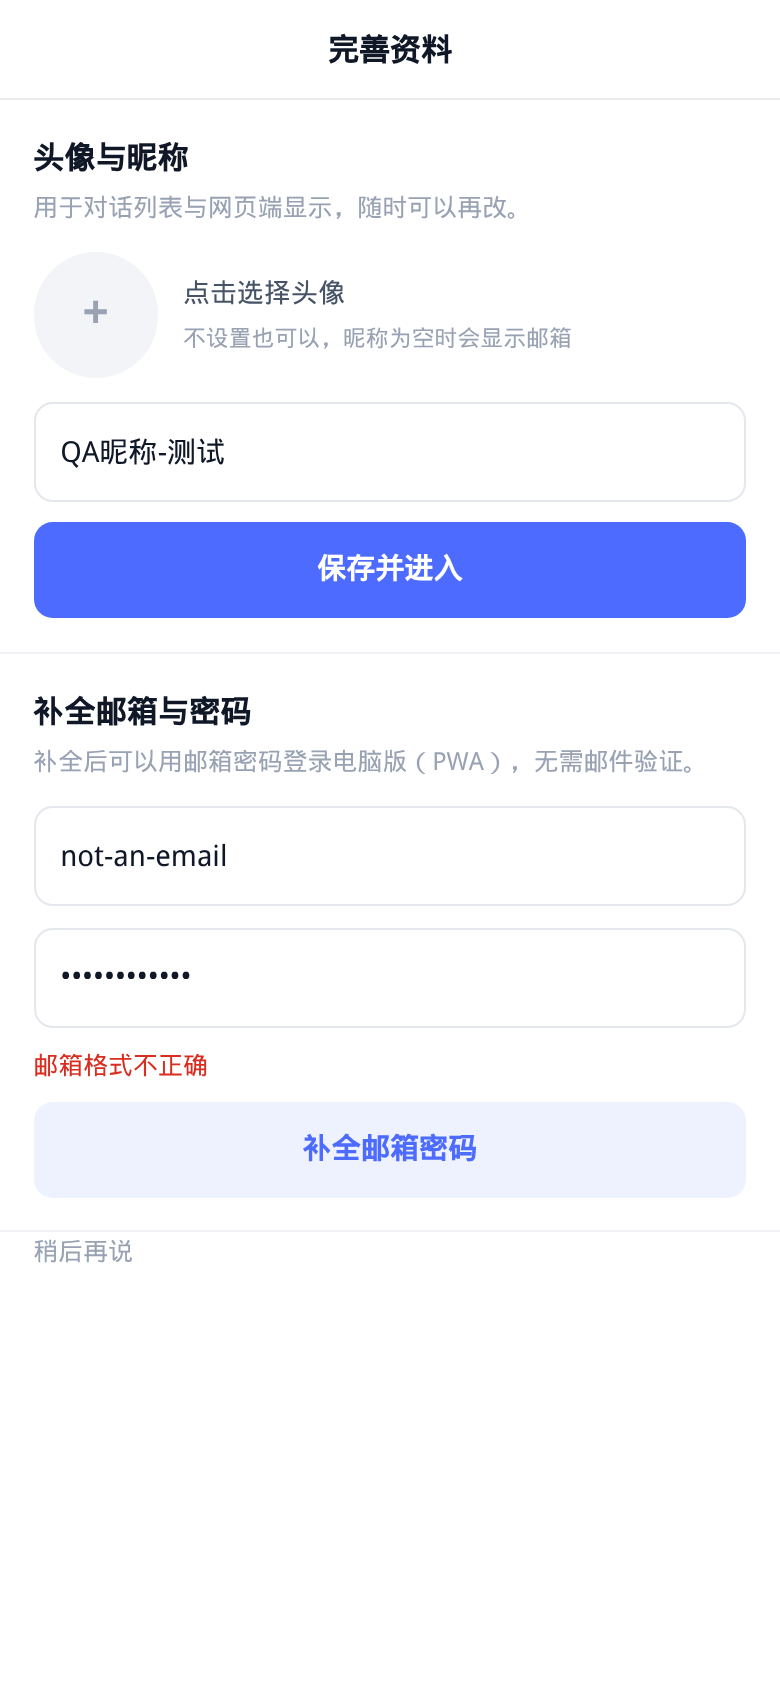 完善资料
头像与昵称
用于对话列表与网页端显示，随时可以再改。
+
点击选择头像
不设置也可以，昵称为空时会显示邮箱
QA昵称-测试
保存并进入
补全邮箱与密码
补全后可以用邮箱密码登录电脑版（PWA），无需邮件验证。
not-an-email
••••••••••••
邮箱格式不正确
补全邮箱密码
稍后再说